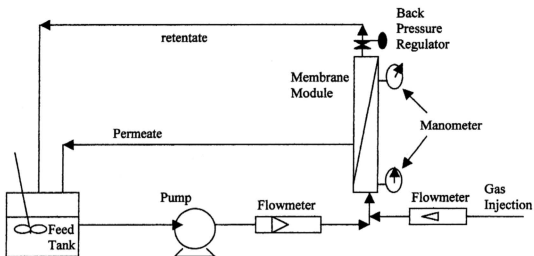 Back
Pressure
Regulator
retentate
Membrane
Module
Manometer
Permeate
Pump
Flowmeter
Flowmeter
Gas
Injection
Feed
Tank